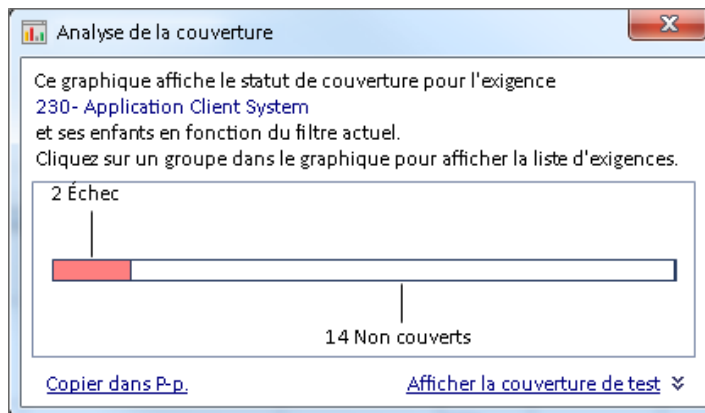 Analyse de la couverture
Ce graphique affiche le statut de couverture pour l'exigence
230- Application Client System
et ses enfants en fonction du filtre actuel.
Cliquez sur un groupe dans le graphique pour afficher la liste d'exigences.
2 Échec
14 Non couverts
Copier dans P-p.
Afficher la couverture de test